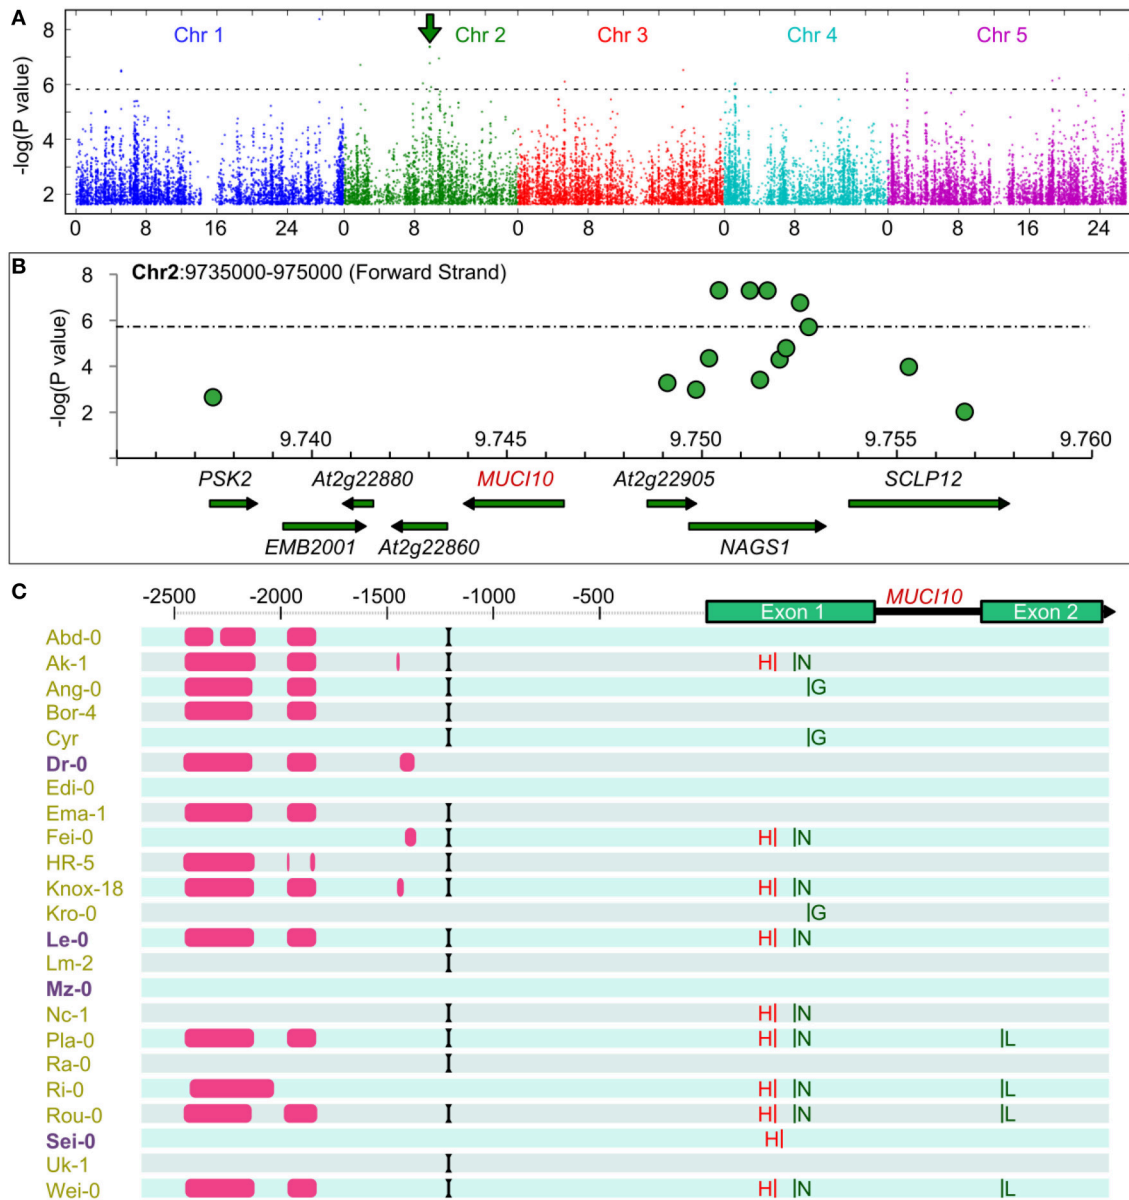 A
-log(P value)
8
6
4
2
Chr 1
Chr 2
Chr 3
Chr 4
Chr 5
0 8 16 24 0 8 0 8 16 0 8 0 8 16 24
B
Chr2:9735000-975000 (Forward Strand)
-log(P value)
8
6
4
2
9.740 9.745 9.750 9.755 9.760
PSK2 At2g22880 MUCI10 At2g22905 SCLP12
EMB2001 At2g22860 NAGS1
C
-2500 -2000 -1500 -1000 -500 MUCI10
Exon 1 Exon 2
Abd-0
Ak-1 H N
Ang-0 G
Bor-4
Cyr G
Dr-0
Edi-0
Ema-1
Fei-0 H N
HR-5
Knox-18 H N
Kro-0 G
Le-0 H N
Lm-2
Mz-0
Nc-1 H N
Pla-0 H N L
Ra-0
Ri-0 H N L
Rou-0 H N L
Sei-0 H
Uk-1
Wei-0 H N L